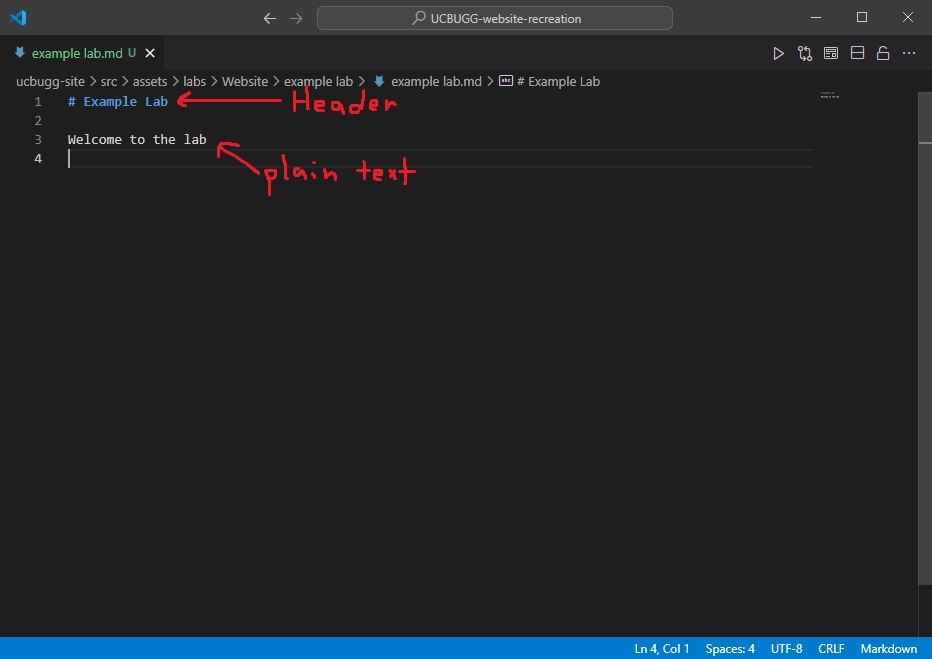 UCBUGG-website-recreation
example lab.md U
ucbugg-site > src > assets > labs > Website > example lab > example lab.md > # Example Lab
1 # Example Lab
Header
2
3 Welcome to the lab
4
plain text
Ln 4, Col 1 Spaces: 4 UTF-8 CRLF Markdown